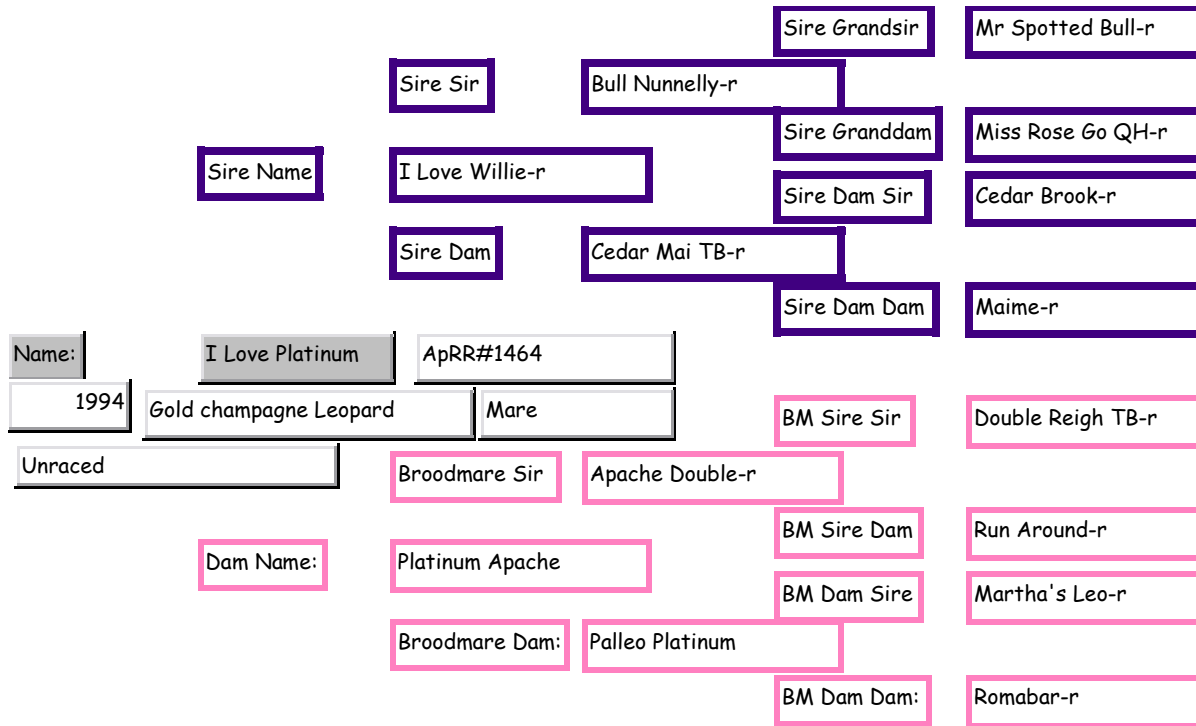 Sire Grandsir Mr Spotted Bull-r
Sire Sir Bull Nunnelly-r
Sire Granddam Miss Rose Go QH-r
Sire Name I Love Willie-r
Sire Dam Sir Cedar Brook-r
Sire Dam Cedar Mai TB-r
Sire Dam Dam Maime-r
Name: I Love Platinum ApRR#1464
1994 Gold champagne Leopard Mare
BM Sire Sir Double Reigh TB-r
Unraced
Broodmare Sir Apache Double-r
BM Sire Dam Run Around-r
Dam Name: Platinum Apache
BM Dam Sire Martha's Leo-r
Broodmare Dam: Palleo Platinum
BM Dam Dam: Romabar-r